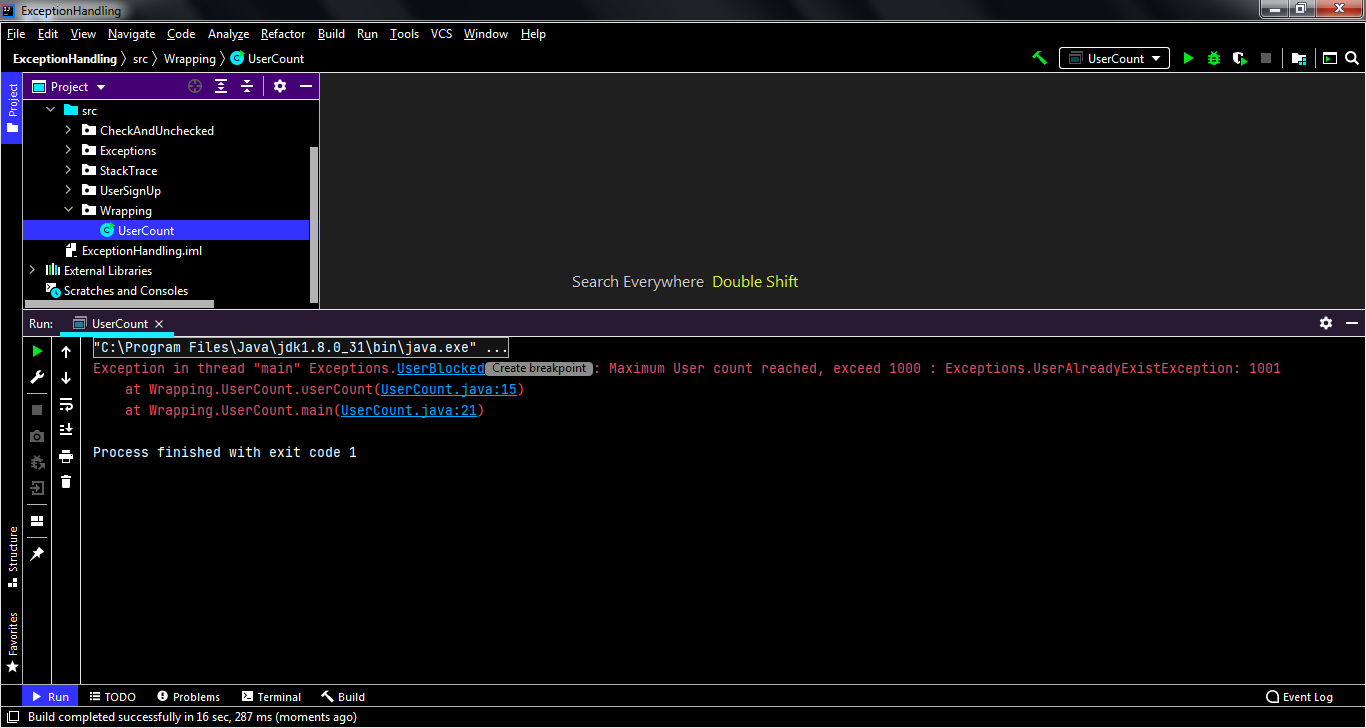 ExceptionHandling
File Edit View Navigate Code Analyze Refactor Build Run Tools VCS Window Help
ExceptionHandling src Wrapping UserCount
UserCount
Project
Project
src
CheckAndUnchecked
Exceptions
StackTrace
UserSignUp
Wrapping
UserCount
ExceptionHandling.iml
External Libraries
Scratches and Consoles
Search Everywhere Double Shift
Run: UserCount
"C:\Program Files\Java\jdk1.8.0_31\bin\java.exe" ...
Exception in thread "main" Exceptions.UserBlocked Create breakpoint : Maximum User count reached, exceed 1000 : Exceptions.UserAlreadyExistException: 1001
at Wrapping.UserCount.userCount(UserCount.java:15)
at Wrapping.UserCount.main(UserCount.java:21)
Process finished with exit code 1
Structure
Favorites
Run TODO Problems Terminal Build Event Log
Build completed successfully in 16 sec, 287 ms (moments ago)